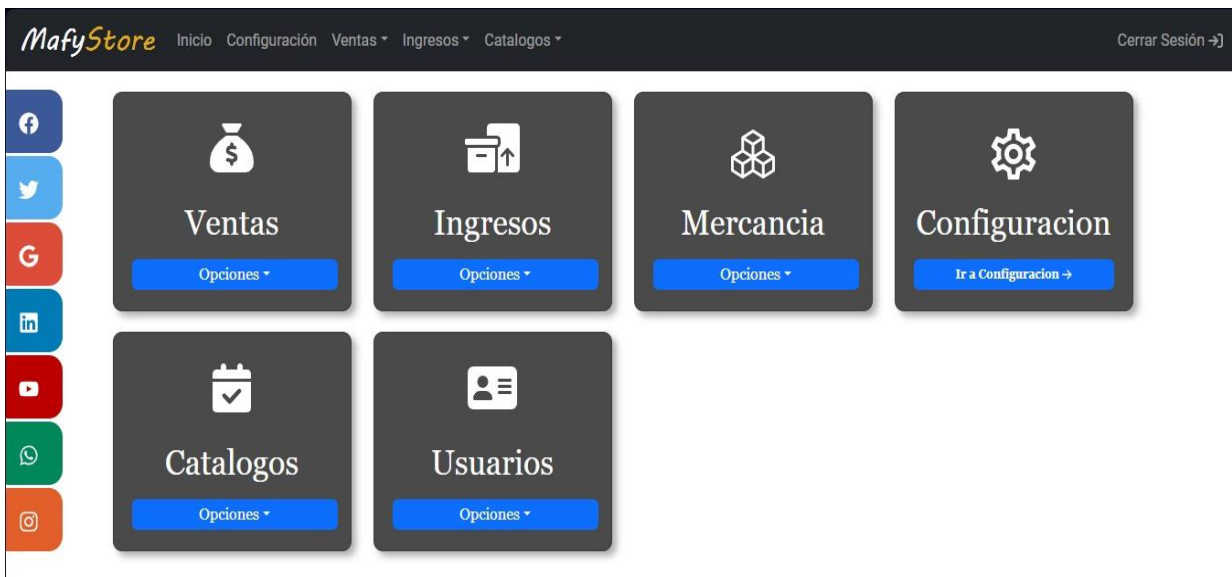 MafyStore Inicio Configuración Ventas Ingresos Catalogos Cerrar Sesión
Ventas
Opciones
Ingresos
Opciones
Mercancia
Opciones
Configuracion
Ir a Configuracion →
Catalogos
Opciones
Usuarios
Opciones